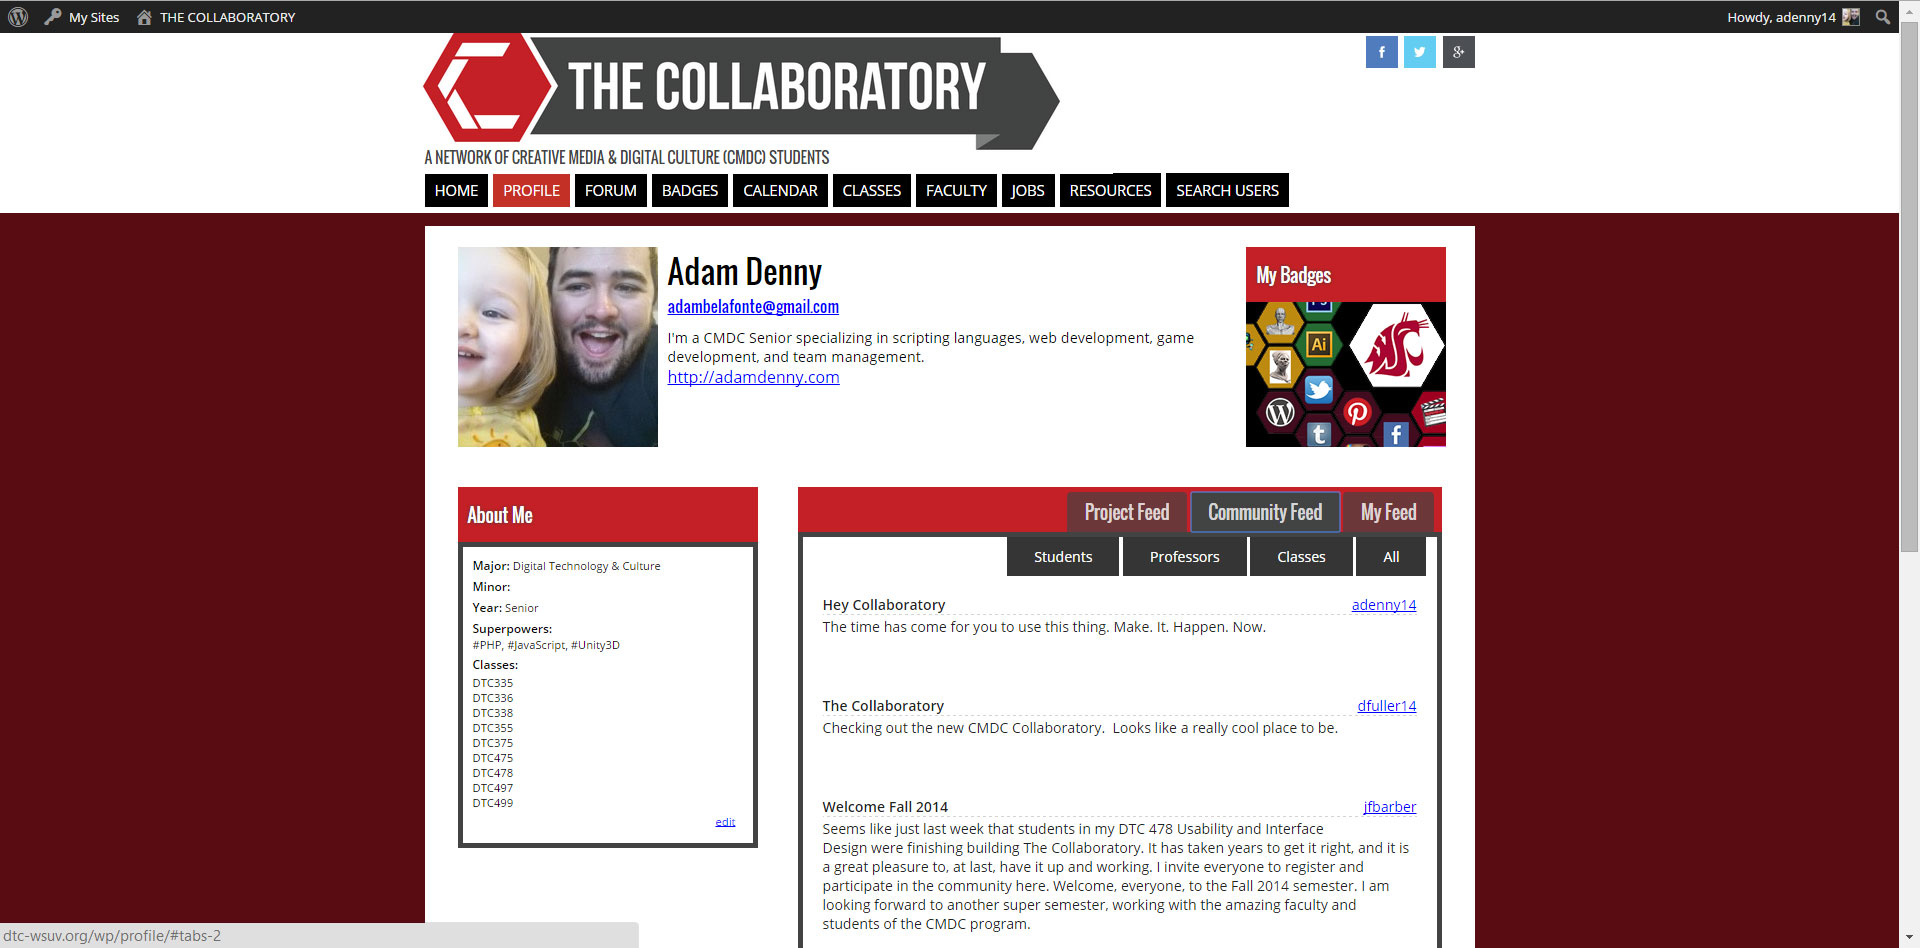 My Sites
THE COLLABORATORY
Howdy, adenny14
THE COLLABORATORY
f
g+
A NETWORK OF CREATIVE MEDIA & DIGITAL CULTURE (CMDC) STUDENTS
HOME
PROFILE
FORUM
BADGES
CALENDAR
CLASSES
FACULTY
JOBS
RESOURCES
SEARCH USERS
Adam Denny
adambelafonte@gmail.com
I'm a CMDC Senior specializing in scripting languages, web development, game
development, and team management.
http://adamdenny.com
My Badges
Ps
Ai
t
f
About Me
Major: Digital Technology & Culture
Minor:
Year: Senior
Superpowers:
#PHP, #JavaScript, #Unity3D
Classes:
DTC335
DTC336
DTC338
DTC355
DTC375
DTC475
DTC478
DTC497
DTC499
edit
Project Feed
Community Feed
My Feed
Students
Professors
Classes
All
Hey Collaboratory
adenny14
The time has come for you to use this thing. Make. It. Happen. Now.
The Collaboratory
dfuller14
Checking out the new CMDC Collaboratory.  Looks like a really cool place to be.
Welcome Fall 2014
jfbarber
Seems like just last week that students in my DTC 478 Usability and Interface
Design were finishing building The Collaboratory. It has taken years to get it right, and it is
a great pleasure to, at last, have it up and working. I invite everyone to register and
participate in the community here. Welcome, everyone, to the Fall 2014 semester. I am
looking forward to another super semester, working with the amazing faculty and
students of the CMDC program.
dtc-wsuv.org/wp/profile/#tabs-2